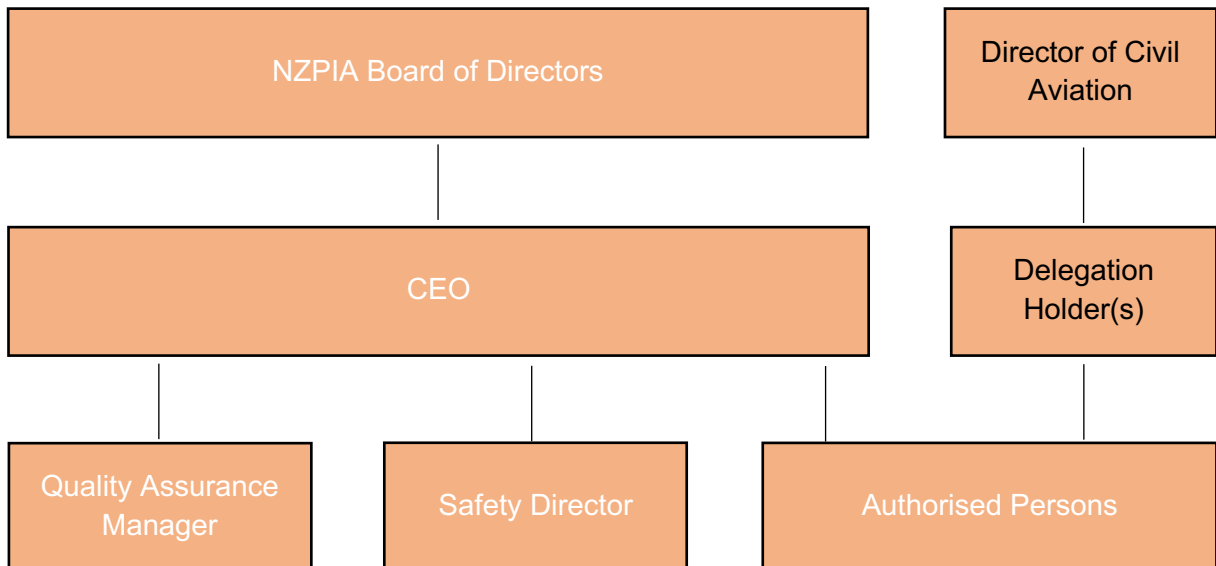 NZPIA Board of Directors
Director of Civil
Aviation
CEO
Delegation
Holder(s)
Quality Assurance
Manager
Safety Director
Authorised Persons